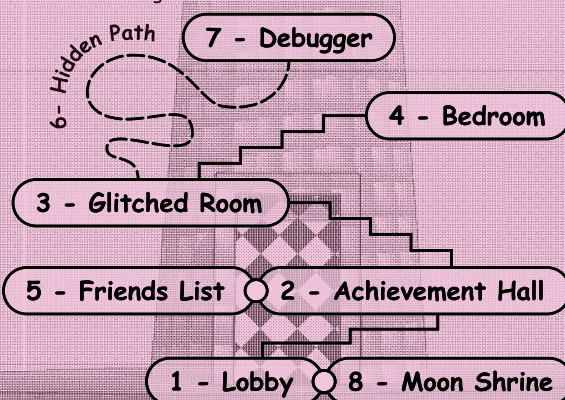 7 - Debugger
6- Hidden Path
4 - Bedroom
3 - Glitched Room
5 - Friends List
2 - Achievement Hall
1 - Lobby
8 - Moon Shrine